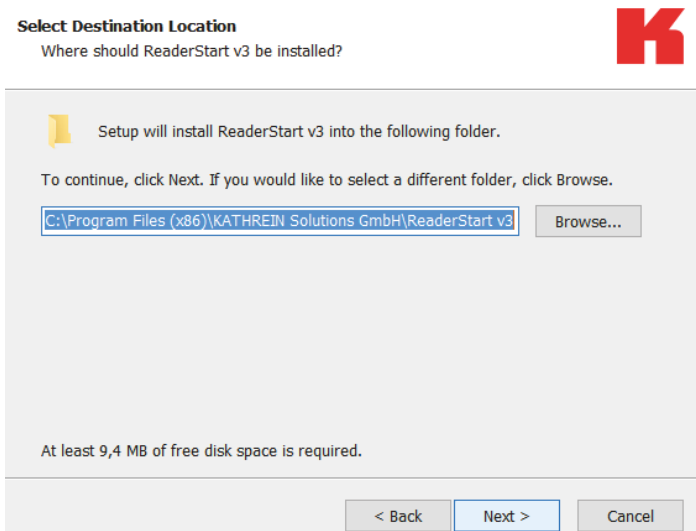 Select Destination Location
Where should ReaderStart v3 be installed?
Setup will install ReaderStart v3 into the following folder.
To continue, click Next. If you would like to select a different folder, click Browse.
C:\Program Files (x86)\KATHREIN Solutions GmbH\ReaderStart v3
Browse...
At least 9,4 MB of free disk space is required.
< Back
Next >
Cancel